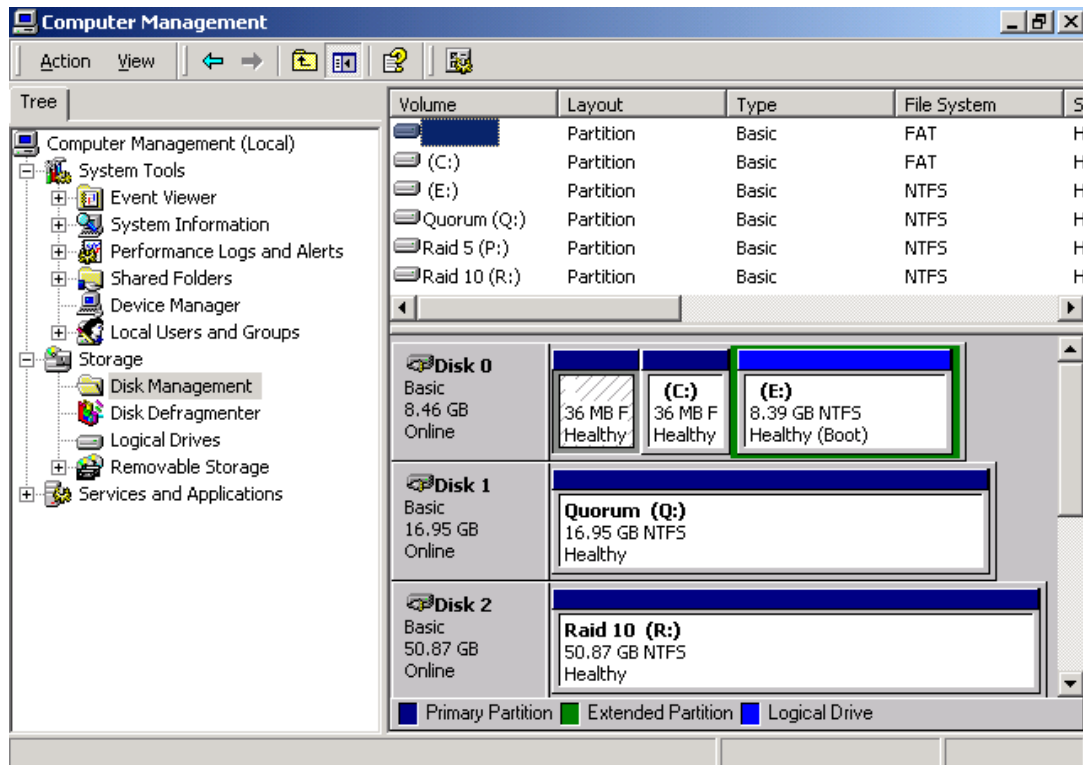 Computer Management
Action View
Tree
Computer Management (Local)
System Tools
Event Viewer
System Information
Performance Logs and Alerts
Shared Folders
Device Manager
Local Users and Groups
Storage
Disk Management
Disk Defragmenter
Logical Drives
Removable Storage
Services and Applications
Volume Layout Type File System S
Partition Basic FAT H
(C:) Partition Basic FAT H
(E:) Partition Basic NTFS H
Quorum (Q:) Partition Basic NTFS H
Raid 5 (P:) Partition Basic NTFS H
Raid 10 (R:) Partition Basic NTFS H
Disk 0
Basic
8.46 GB
Online
36 MB F
Healthy
(C:)
36 MB F
Healthy
(E:)
8.39 GB NTFS
Healthy (Boot)
Disk 1
Basic
16.95 GB
Online
Quorum (Q:)
16.95 GB NTFS
Healthy
Disk 2
Basic
50.87 GB
Online
Raid 10 (R:)
50.87 GB NTFS
Healthy
Primary Partition Extended Partition Logical Drive